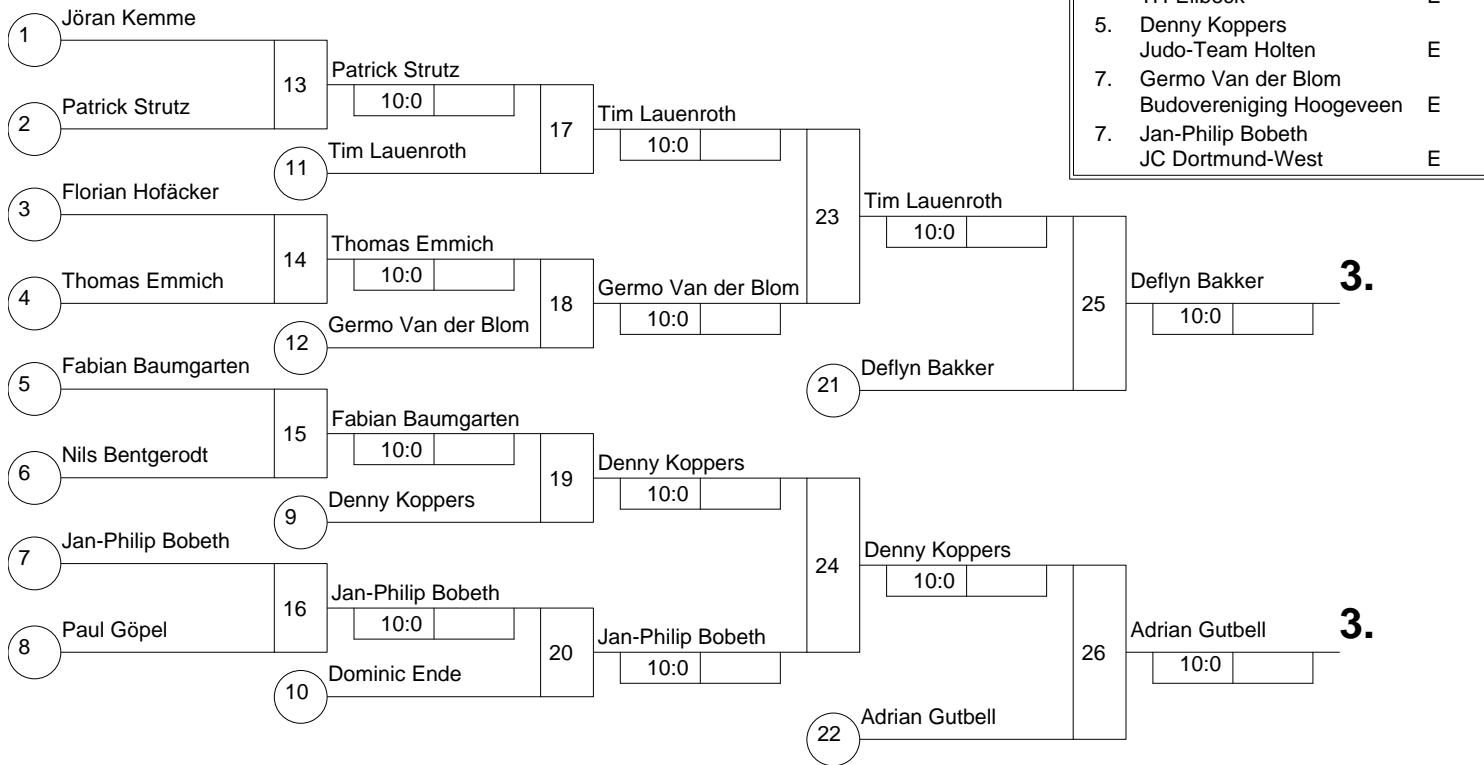 Jöran Kemme
1
13
Patrick Strutz
10:0
Patrick Strutz
2
17
Tim Lauenroth
10:0
Tim Lauenroth
11
Florian Hofäcker
3
23
Tim Lauenroth
10:0
14
Thomas Emmich
10:0
Thomas Emmich
4
18
Germo Van der Blom
10:0
Germo Van der Blom
12
25
Deflyn Bakker
10:0
3.
Fabian Baumgarten
5
Deflyn Bakker
21
15
Fabian Baumgarten
10:0
Nils Bentgerodt
6
19
Denny Koppers
10:0
Denny Koppers
9
Jan-Philip Bobeth
7
24
Denny Koppers
10:0
16
Jan-Philip Bobeth
10:0
Paul Göpel
8
20
Jan-Philip Bobeth
10:0
Dominic Ende
10
26
Adrian Gutbell
10:0
3.
Adrian Gutbell
22
5. Denny Koppers
Judo-Team Holten E
7. Germo Van der Blom
Budovereniging Hoogeveen E
7. Jan-Philip Bobeth
JC Dortmund-West E